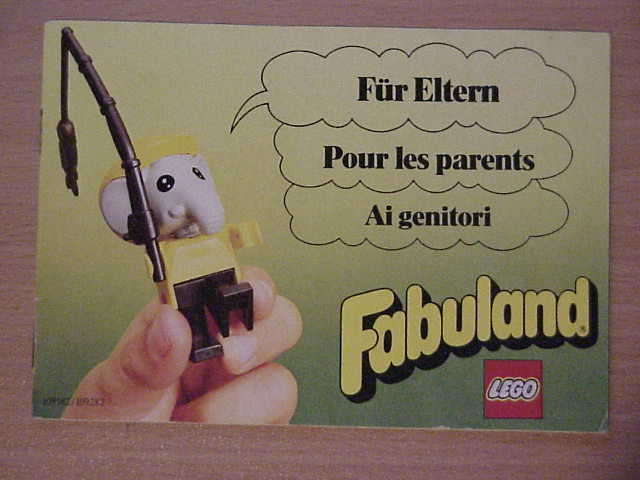 Für Eltern
Pour les parents
Ai genitori
Fabuland
LEGO